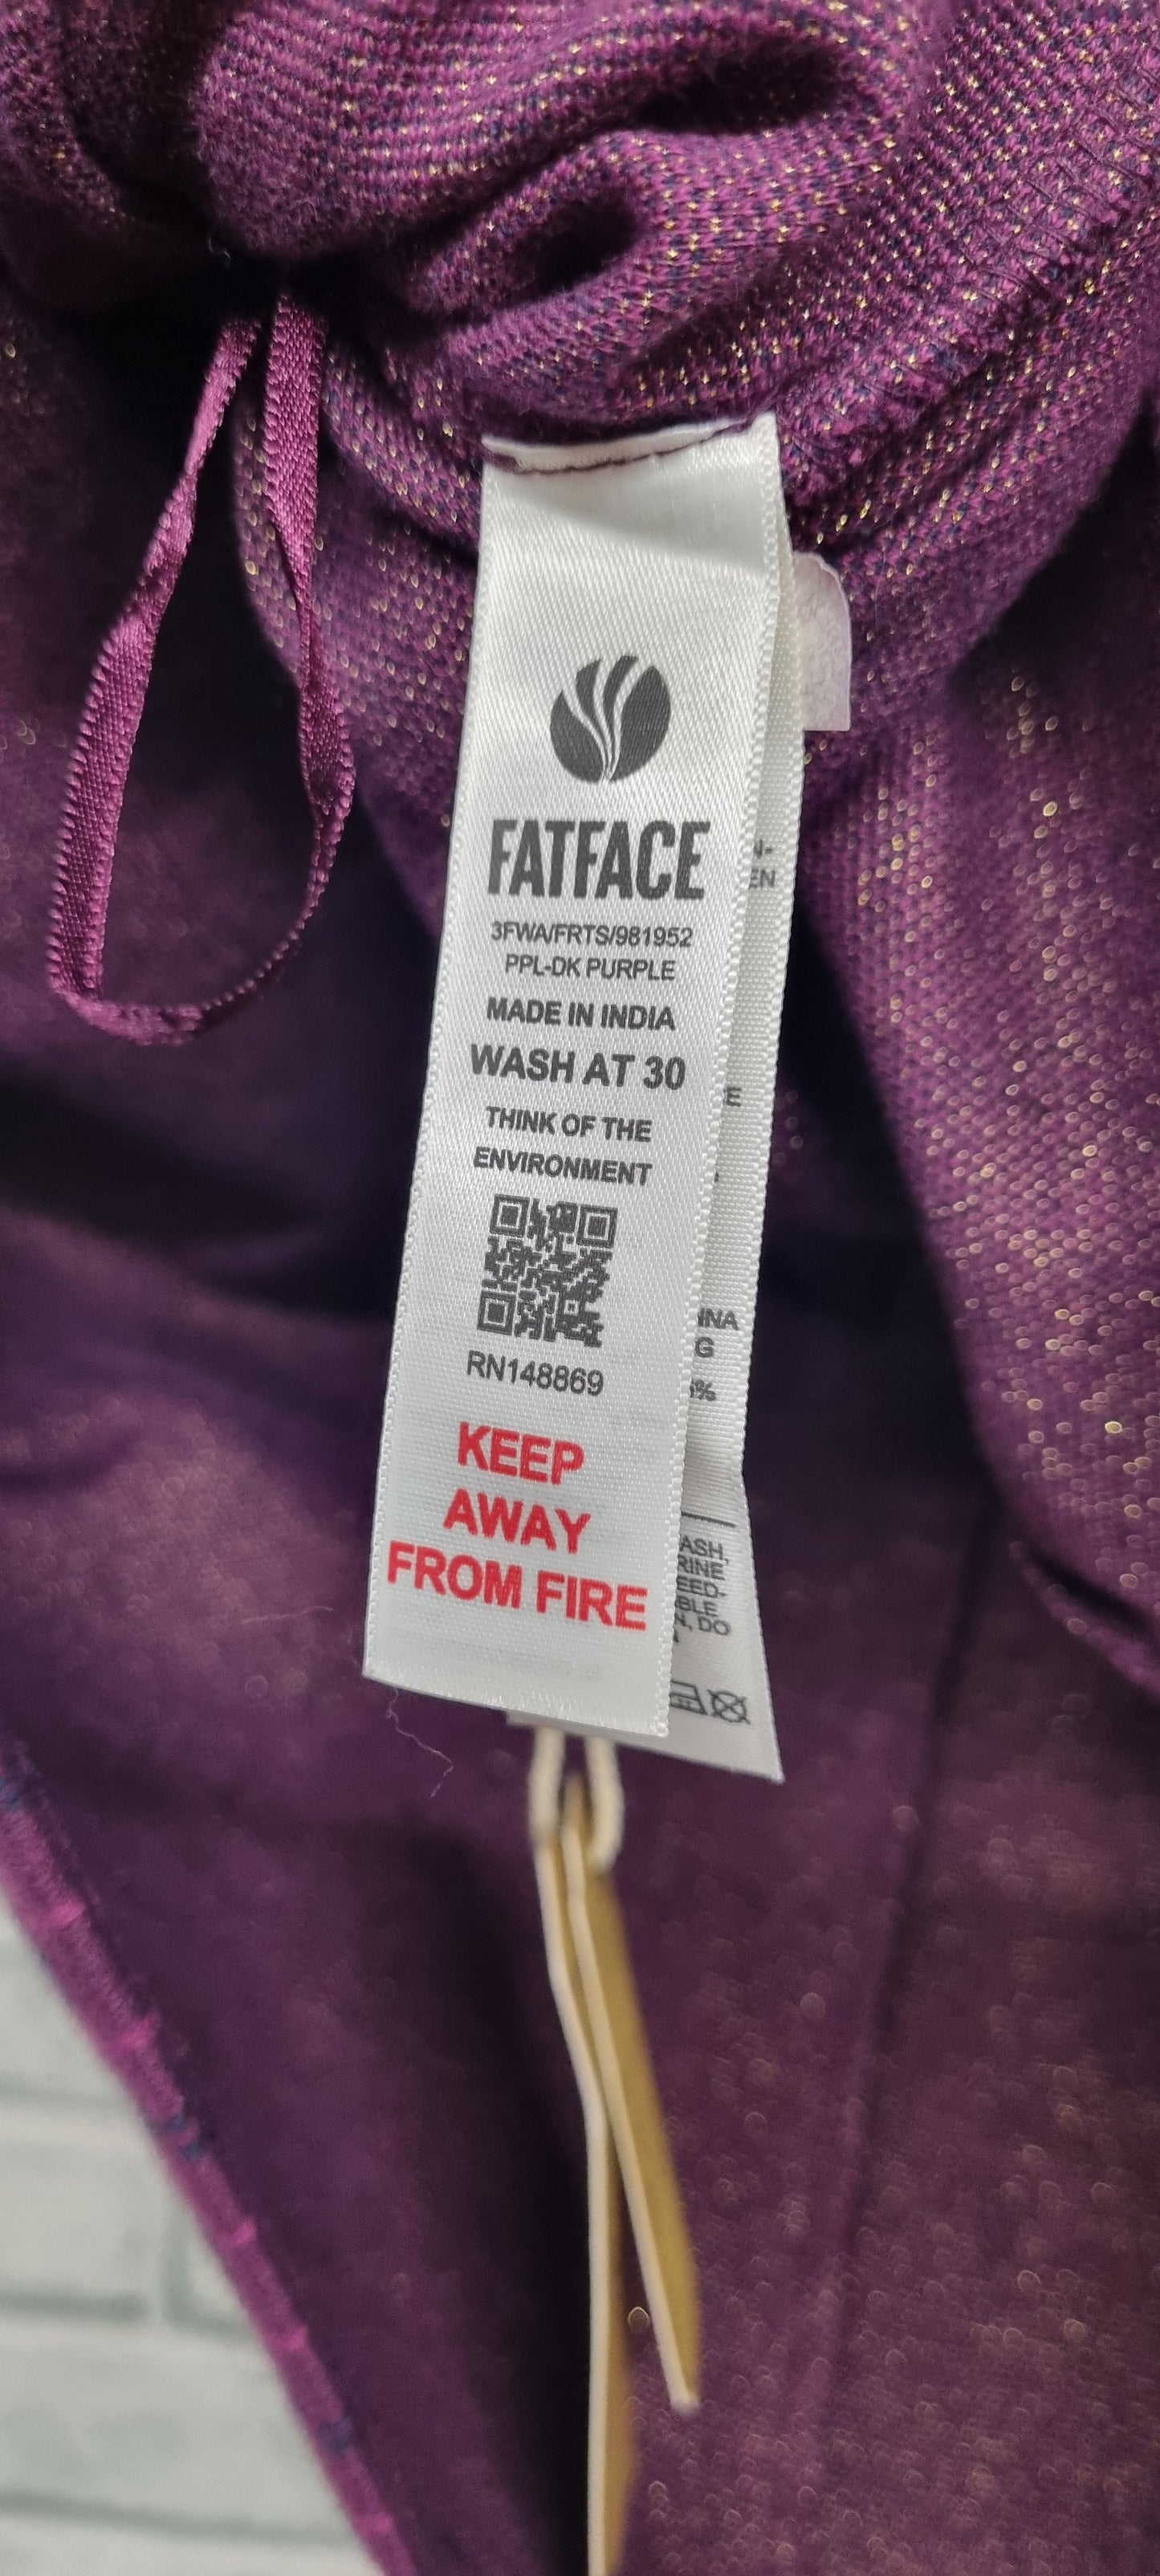 FATFACE
3FWA/FRTS/981952
PPL-DK PURPLE
MADE IN INDIA
WASH AT 30
THINK OF THE
ENVIRONMENT
RN148869
KEEP
AWAY
FROM FIRE